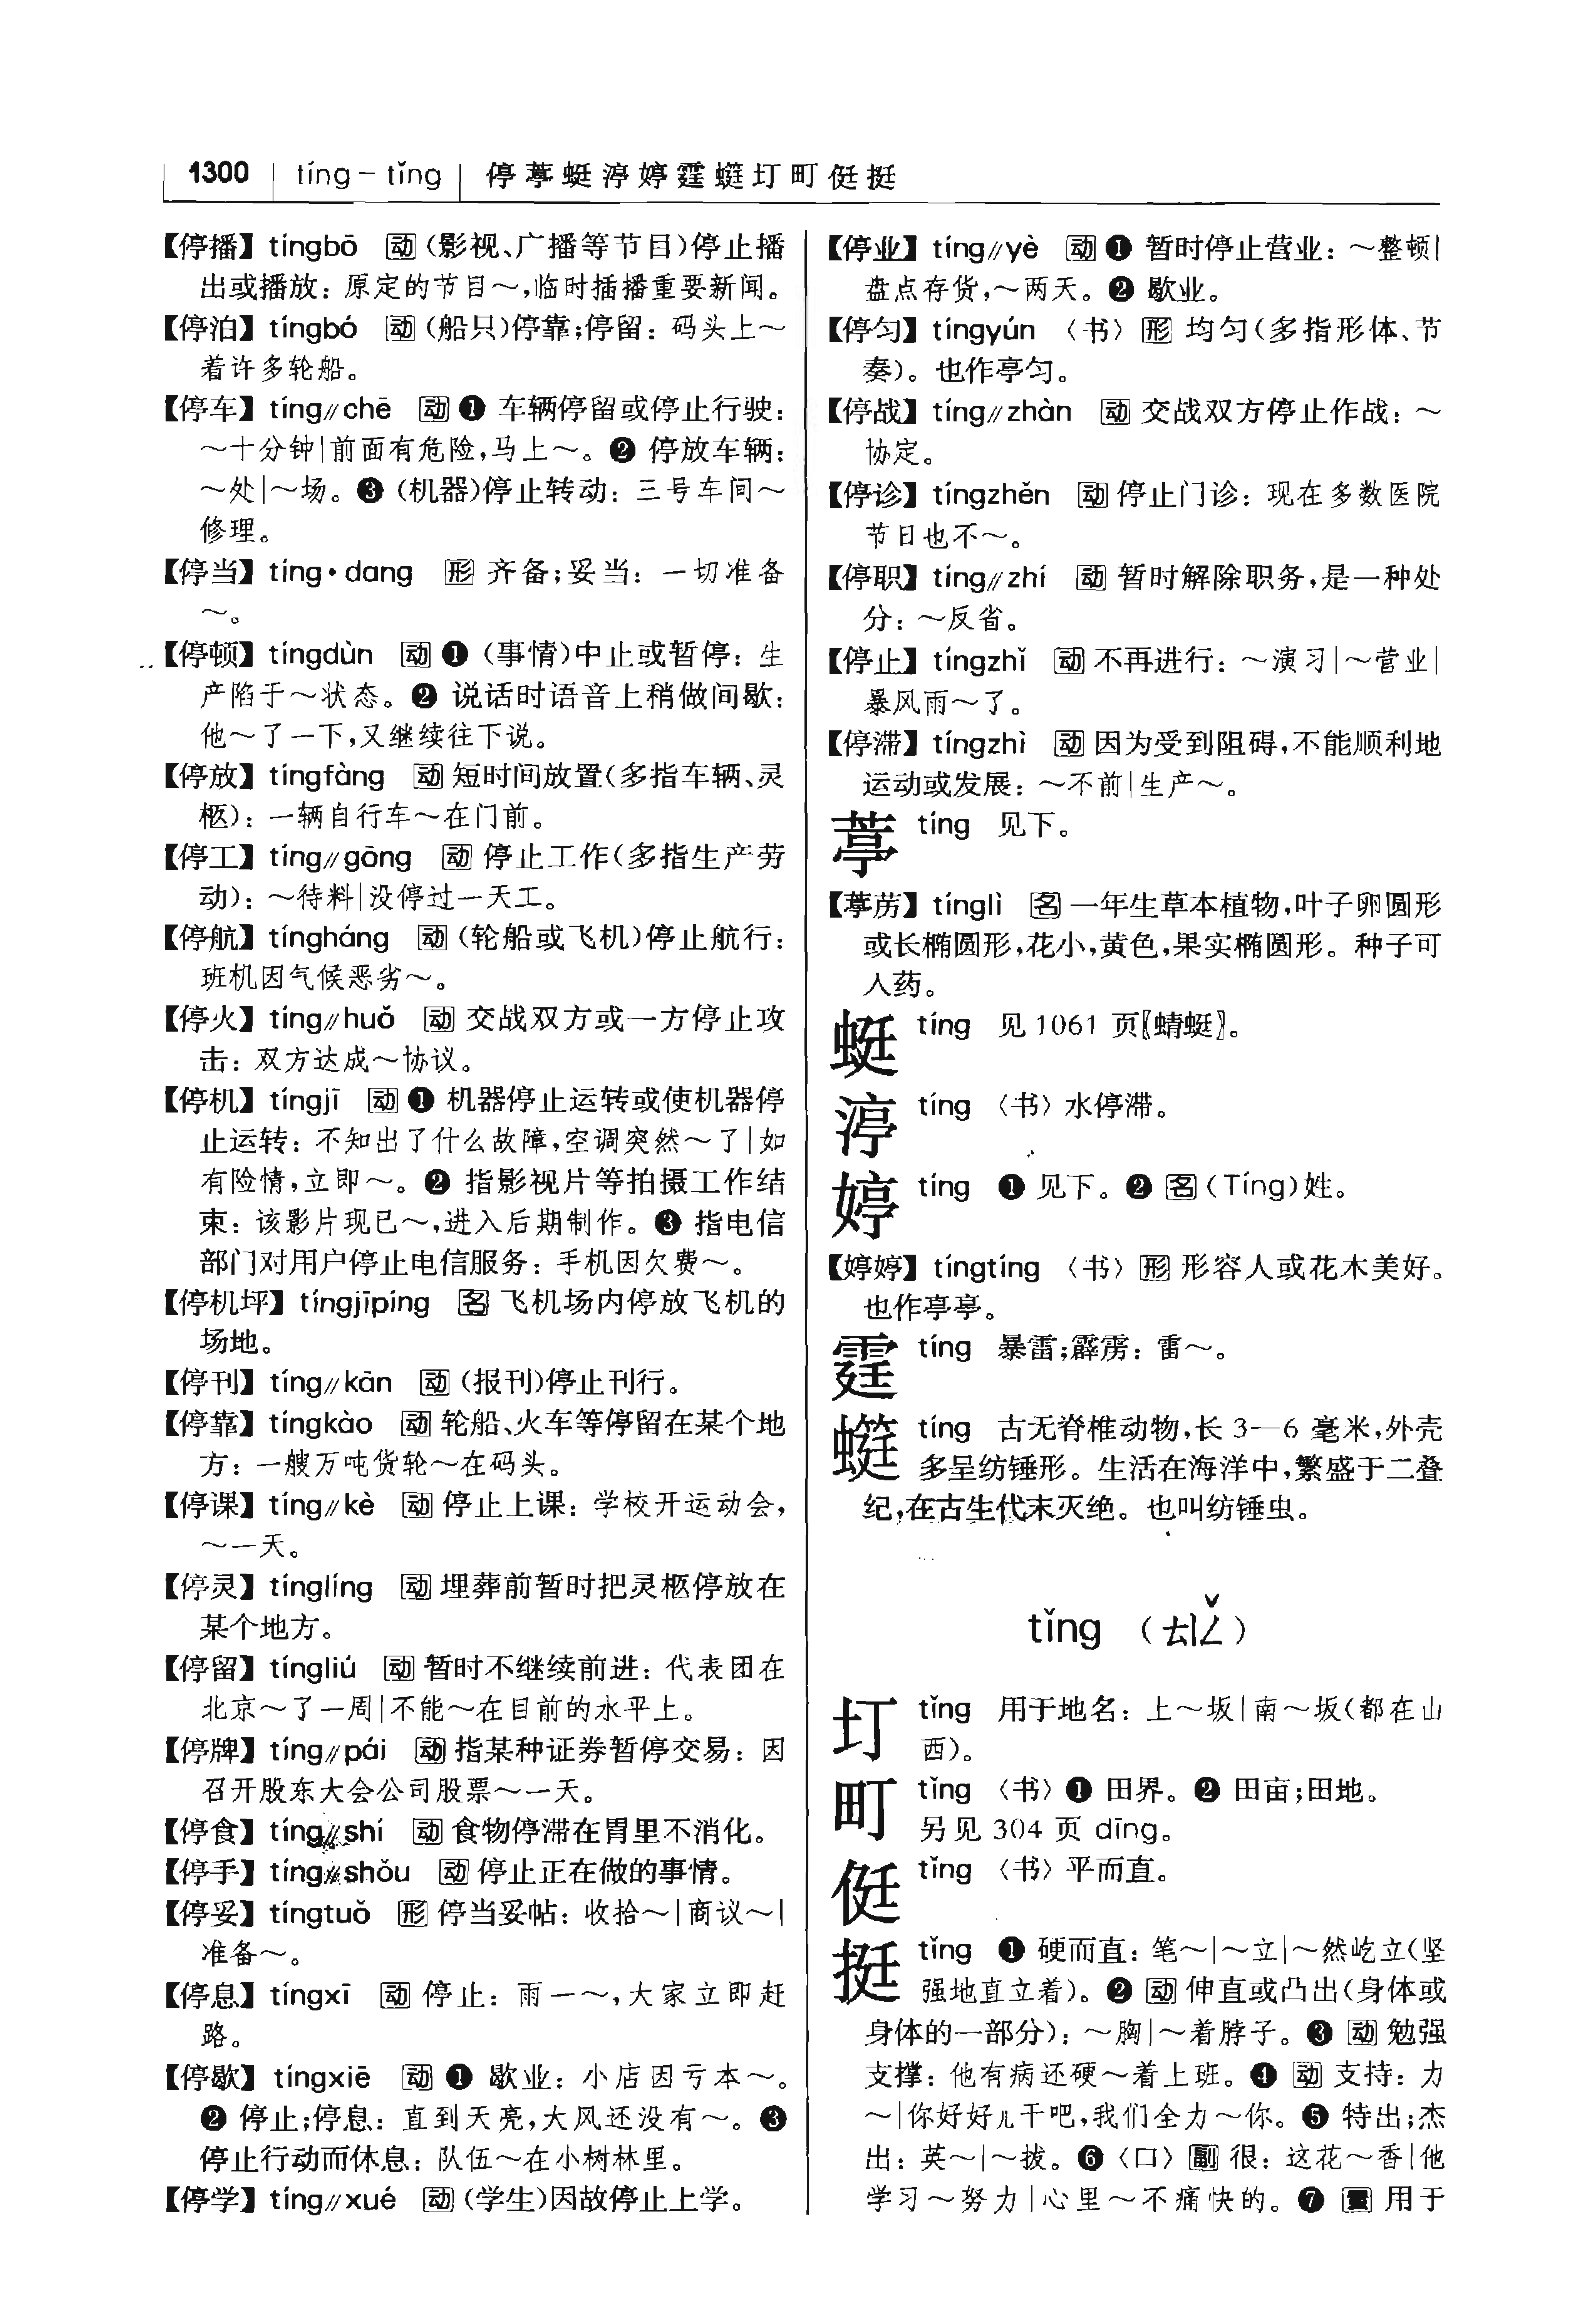 1300 tíng－tǐng 停葶蜓渟婷霆䗴圢町侹挺
【停播】tíngbō 动(影视、广播等节目)停止播
出或播放：原定的节目～,临时插播重要新闻。
【停泊】tíngbó 动(船只)停靠;停留：码头上～
着许多轮船。
【停车】tíng∥chē 动❶ 车辆停留或停止行驶：
～十分钟|前面有危险,马上～。❷ 停放车辆：
～处|～场。❸ (机器)停止转动：三号车间～
修理。
【停当】tíng•dang 形 齐备;妥当：一切准备
～。
【停顿】tíngdùn 动❶ (事情)中止或暂停：生
产陷于～状态。❷ 说话时语音上稍做间歇：
他～了一下,又继续往下说。
【停放】tíngfàng 动 短时间放置(多指车辆、灵
柩)：一辆自行车～在门前。
【停工】tíng∥gōng 动 停止工作(多指生产劳
动)：～待料|没停过一天工。
【停航】tíngháng 动(轮船或飞机)停止航行：
班机因气候恶劣～。
【停火】tíng∥huǒ 动 交战双方或一方停止攻
击：双方达成～协议。
【停机】tíngjī 动❶ 机器停止运转或使机器停
止运转：不知出了什么故障,空调突然～了|如
有险情,立即～。❷ 指影视片等拍摄工作结
束：该影片现已～,进入后期制作。❸ 指电信
部门对用户停止电信服务：手机因欠费～。
【停机坪】tíngjīpíng 名 飞机场内停放飞机的
场地。
【停刊】tíng∥kān 动(报刊)停止刊行。
【停靠】tíngkào 动 轮船、火车等停留在某个地
方：一艘万吨货轮～在码头。
【停课】tíng∥kè 动 停止上课：学校开运动会,
～一天。
【停灵】tínglíng 动 埋葬前暂时把灵柩停放在
某个地方。
【停留】tíngliú 动 暂时不继续前进：代表团在
北京～了一周|不能～在目前的水平上。
【停牌】tíng∥pái 动 指某种证券暂停交易：因
召开股东大会公司股票～一天。
【停食】tíng∥shí 动 食物停滞在胃里不消化。
【停手】tíng∥shǒu 动 停止正在做的事情。
【停妥】tíngtuǒ 形 停当妥帖：收拾～|商议～|
准备～。
【停息】tíngxī 动 停止：雨一～,大家立即赶
路。
【停歇】tíngxiē 动❶ 歇业：小店因亏本～。
❷ 停止;停息：直到天亮,大风还没有～。❸
停止行动而休息：队伍～在小树林里。
【停学】tíng∥xué 动(学生)因故停止上学。
【停业】tíng∥yè 动❶ 暂时停止营业：～整顿|
盘点存货,～两天。❷ 歇业。
【停匀】tíngyún 〈书〉形 均匀(多指形体、节
奏)。也作亭匀。
【停战】tíng∥zhàn 动 交战双方停止作战：～
协定。
【停诊】tíngzhěn 动 停止门诊：现在多数医院
节日也不～。
【停职】tíng∥zhí 动 暂时解除职务,是一种处
分：～反省。
【停止】tíngzhǐ 动 不再进行：～演习|～营业|
暴风雨～了。
【停滞】tíngzhì 动 因为受到阻碍,不能顺利地
运动或发展：～不前|生产～。
葶 tíng 见下。
【葶苈】tínglì 名 一年生草本植物,叶子卵圆形
或长椭圆形,花小,黄色,果实椭圆形。种子可
入药。
蜓 tíng 见 1061 页〖蜻蜓〗。
渟 tíng 〈书〉水停滞。
婷 tíng ❶ 见下。❷ 名(Tíng)姓。
【婷婷】tíngtíng 〈书〉形 形容人或花木美好。
也作亭亭。
霆 tíng 暴雷;霹雳：雷～。
䗴 tíng 古无脊椎动物,长 3—6 毫米,外壳
多呈纺锤形。生活在海洋中,繁盛于二叠
纪,在古生代末灭绝。也叫纺锤虫。
tǐng （ㄊㄧㄥˇ）
圢 tǐng 用于地名：上～坂|南～坂(都在山
西)。
町 tǐng 〈书〉❶ 田界。❷ 田亩;田地。
另见 304 页 dīng。
侹 tǐng 〈书〉平而直。
挺 tǐng ❶ 硬而直：笔～|～立|～然屹立(坚
强地直立着)。❷ 动 伸直或凸出(身体或
身体的一部分)：～胸|～着脖子。❸ 动 勉强
支撑：他有病还硬～着上班。❹ 动 支持：力
～|你好好儿干吧,我们全力～你。❺ 特出;杰
出：英～|～拔。❻〈口〉副 很：这花～香|他
学习～努力|心里～不痛快的。❼ 量 用于